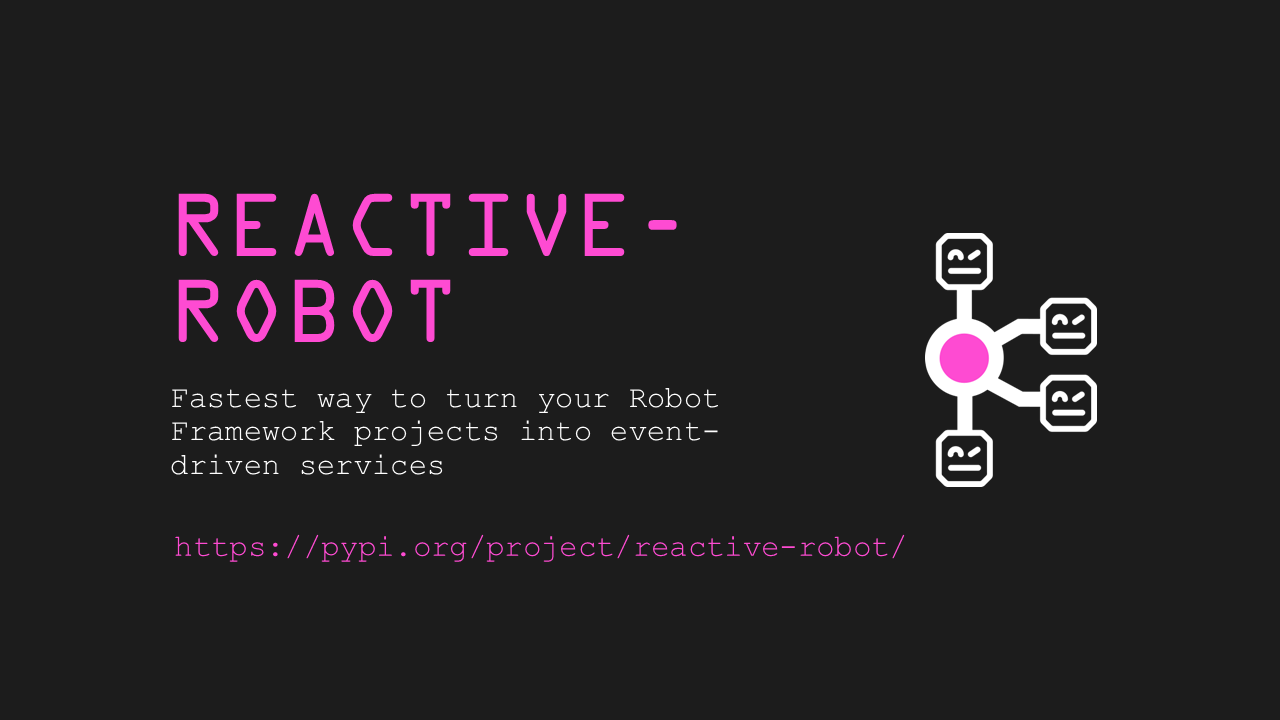 REACTIVE-
ROBOT
Fastest way to turn your Robot
Framework projects into event-
driven services
https://pypi.org/project/reactive-robot/